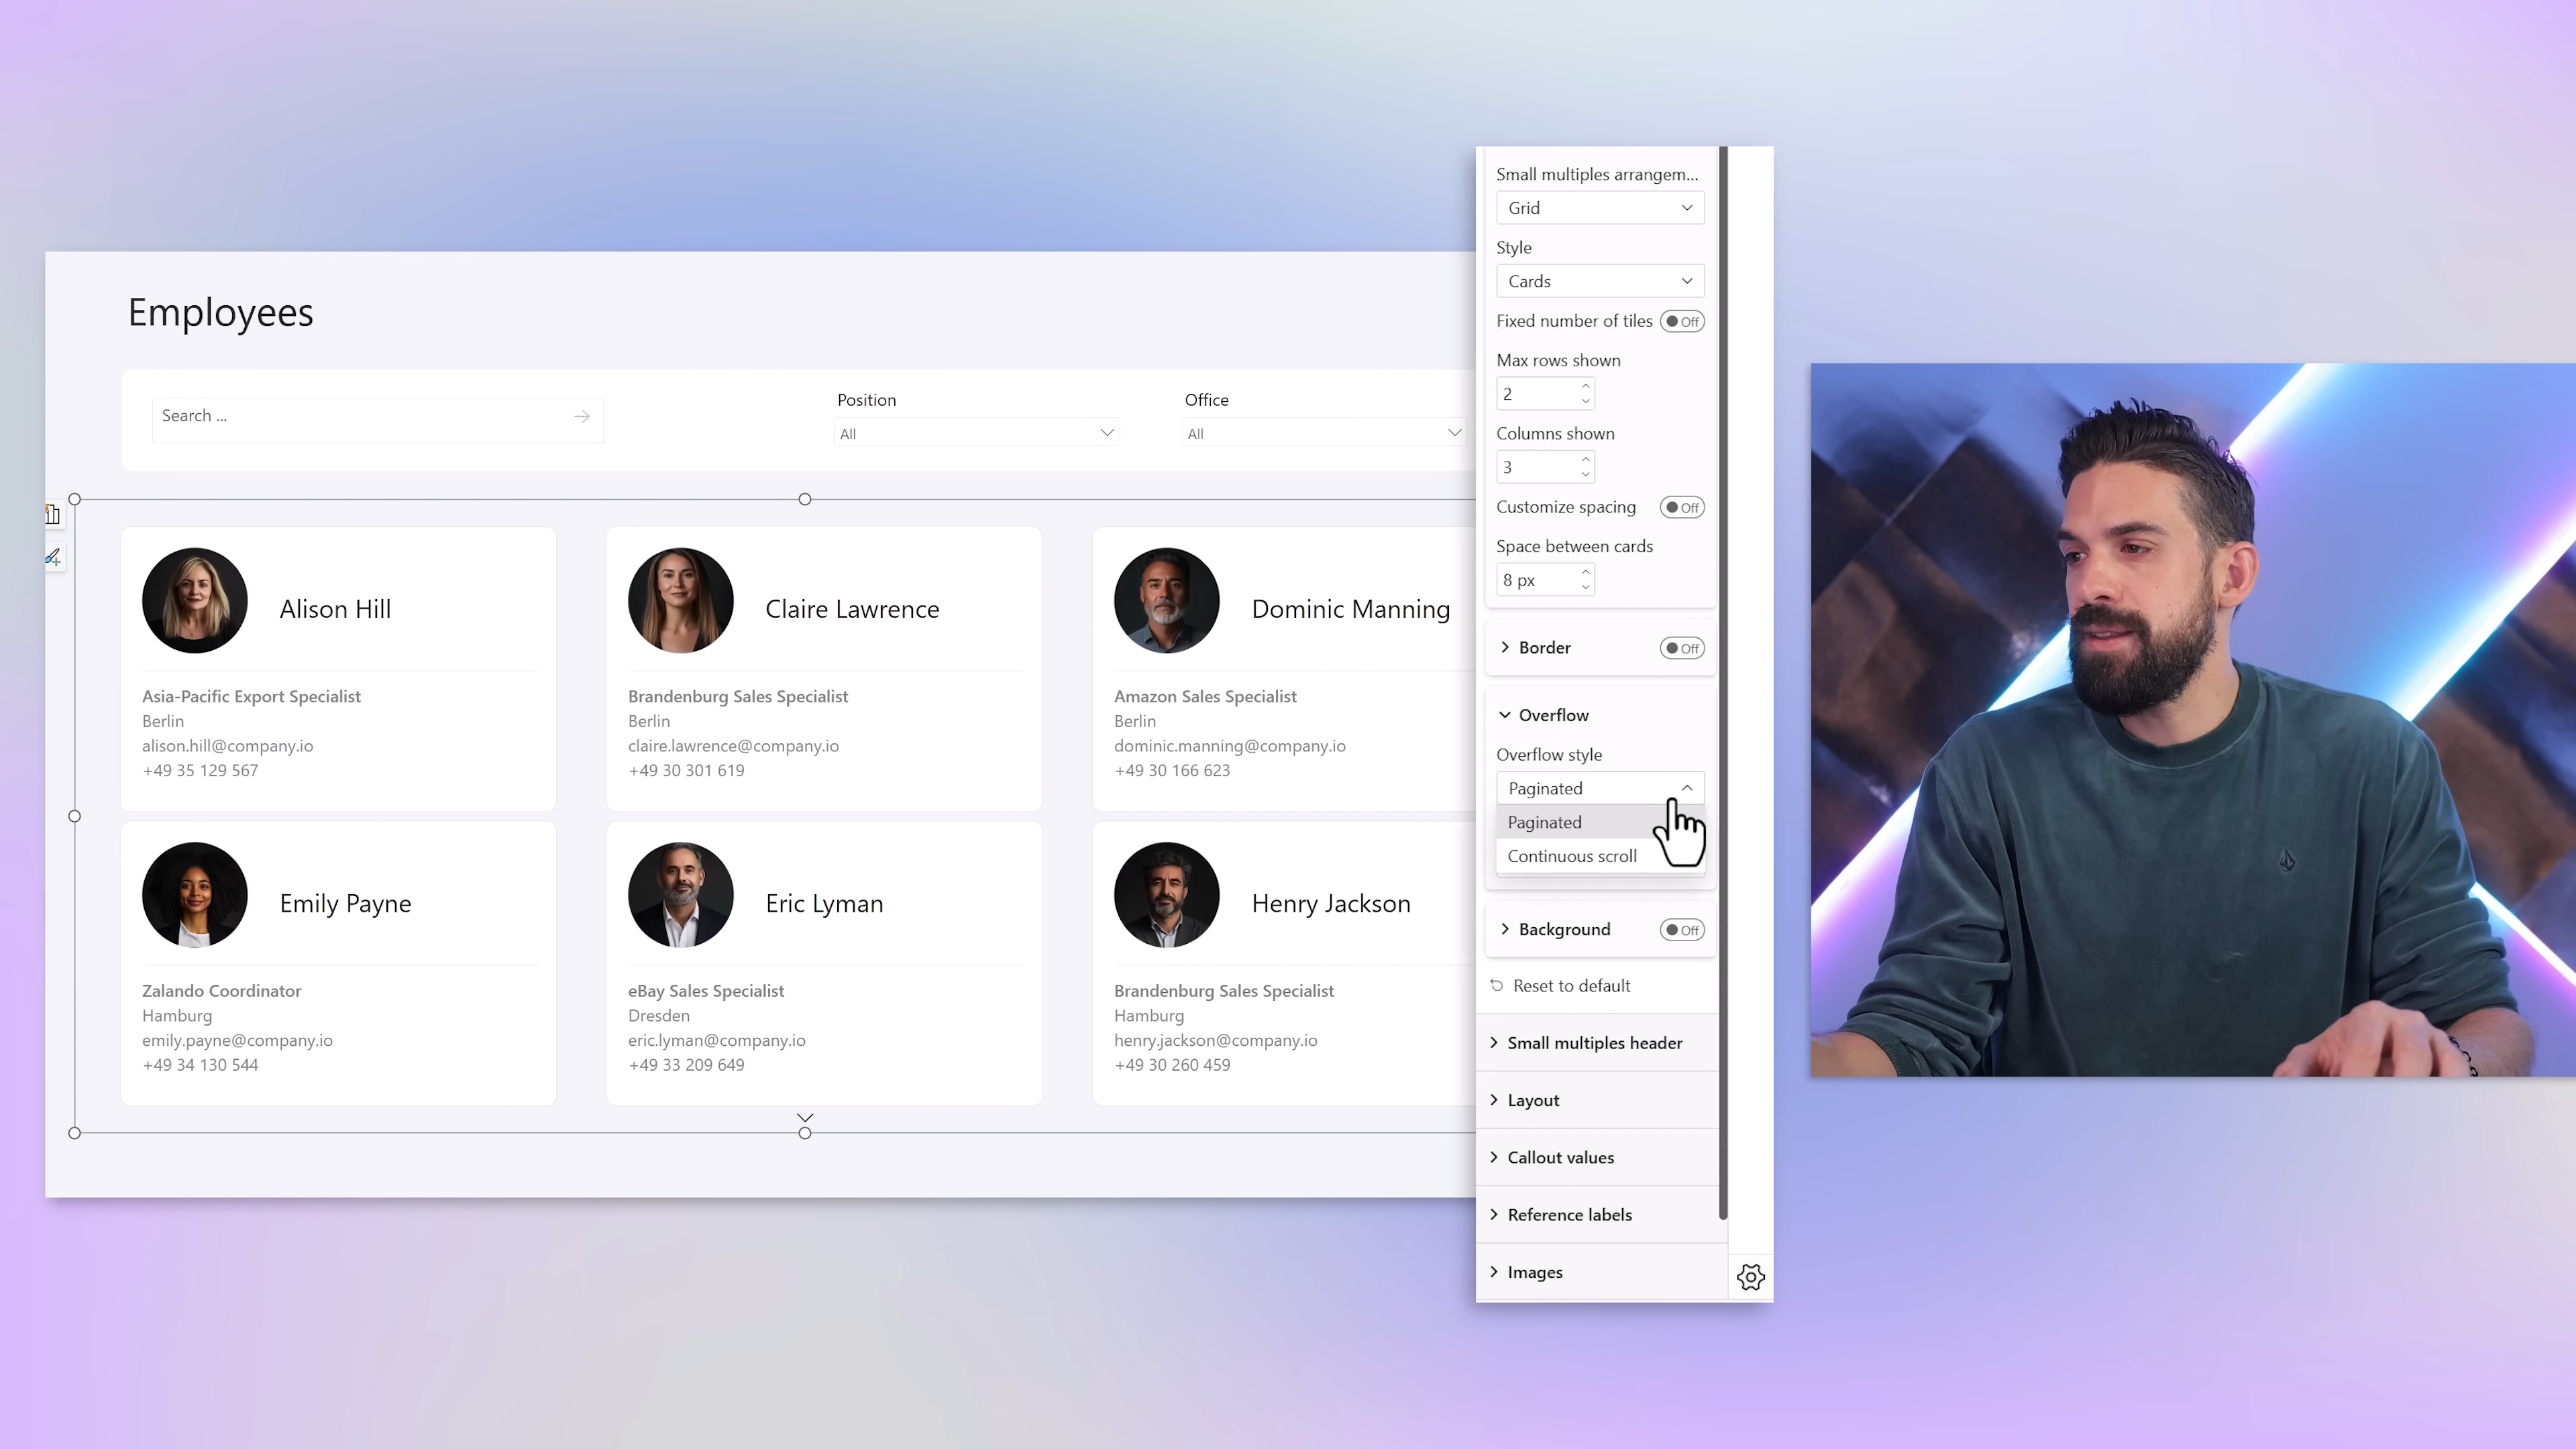 Employees
Search ...
Position
All
Office
All
Alison Hill
Asia-Pacific Export Specialist
Berlin
alison.hill@company.io
+49 35 129 567
Claire Lawrence
Brandenburg Sales Specialist
Berlin
claire.lawrence@company.io
+49 30 301 619
Dominic Manning
Amazon Sales Specialist
Berlin
dominic.manning@company.io
+49 30 166 623
Emily Payne
Zalando Coordinator
Hamburg
emily.payne@company.io
+49 34 130 544
Eric Lyman
eBay Sales Specialist
Dresden
eric.lyman@company.io
+49 33 209 649
Henry Jackson
Brandenburg Sales Specialist
Hamburg
henry.jackson@company.io
+49 30 260 459
Small multiples arrangem...
Grid
Style
Cards
Fixed number of tiles Off
Max rows shown
2
Columns shown
3
Customize spacing Off
Space between cards
8 px
Border Off
Overflow
Overflow style
Paginated
Paginated
Continuous scroll
Background Off
Reset to default
Small multiples header
Layout
Callout values
Reference labels
Images